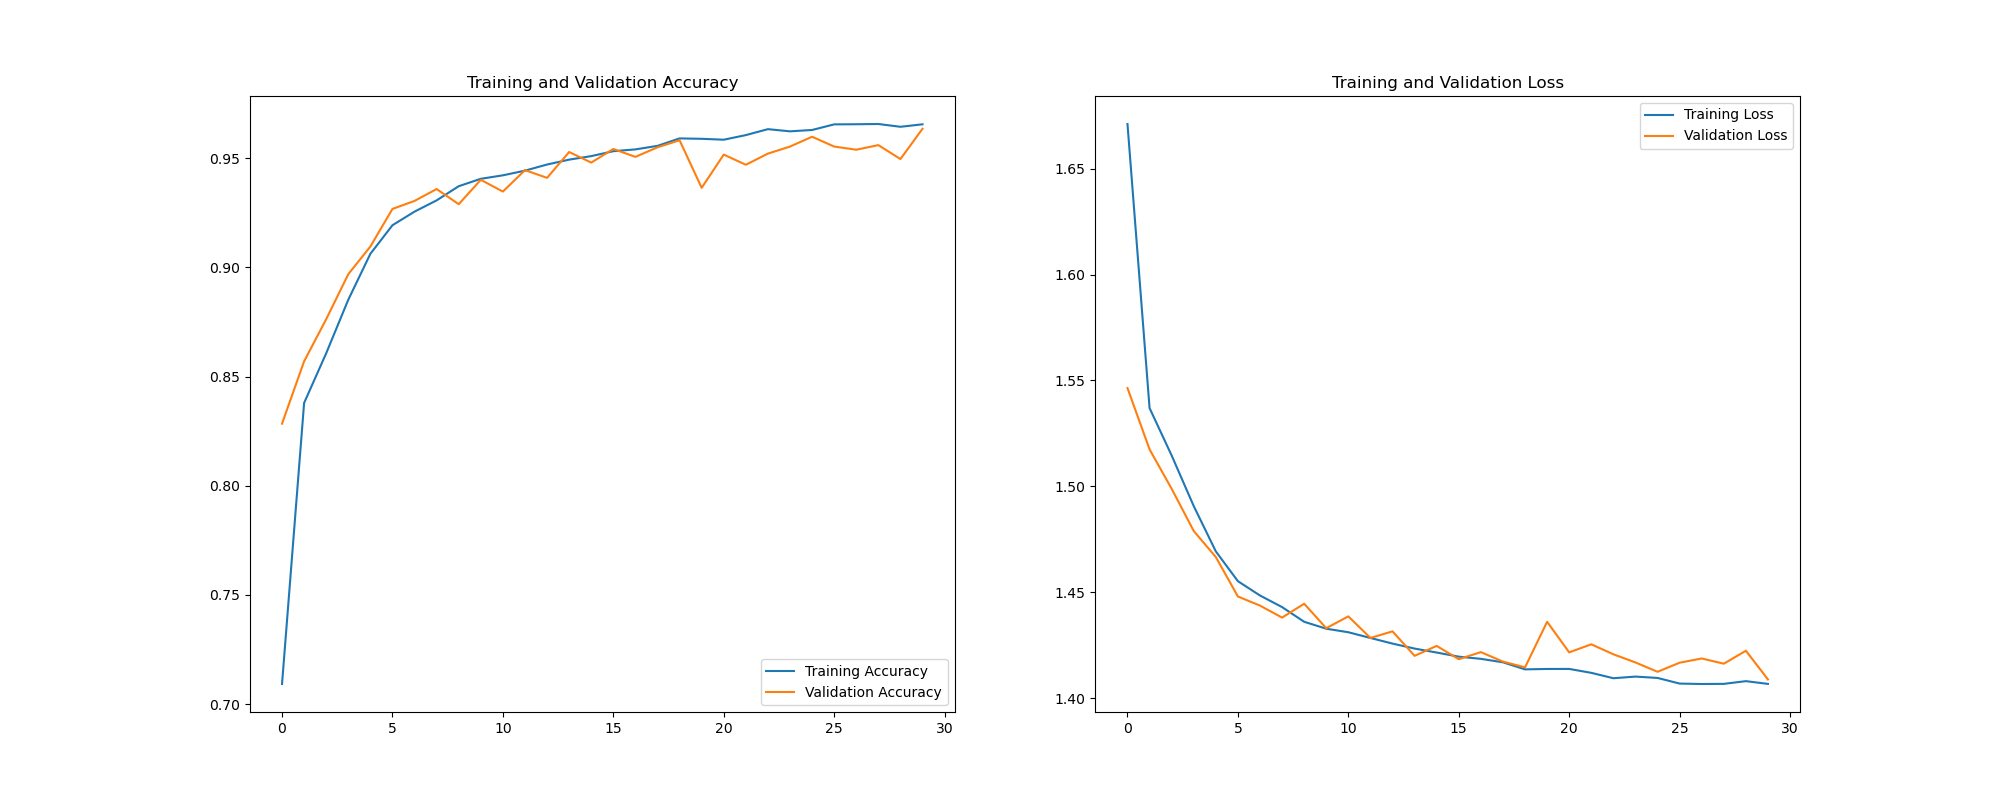 Training and Validation Accuracy
0.95
0.90
0.85
0.80
0.75
0.70
0 5 10 15 20 25 30
Training Accuracy
Validation Accuracy
Training and Validation Loss
1.65
1.60
1.55
1.50
1.45
1.40
0 5 10 15 20 25 30
Training Loss
Validation Loss